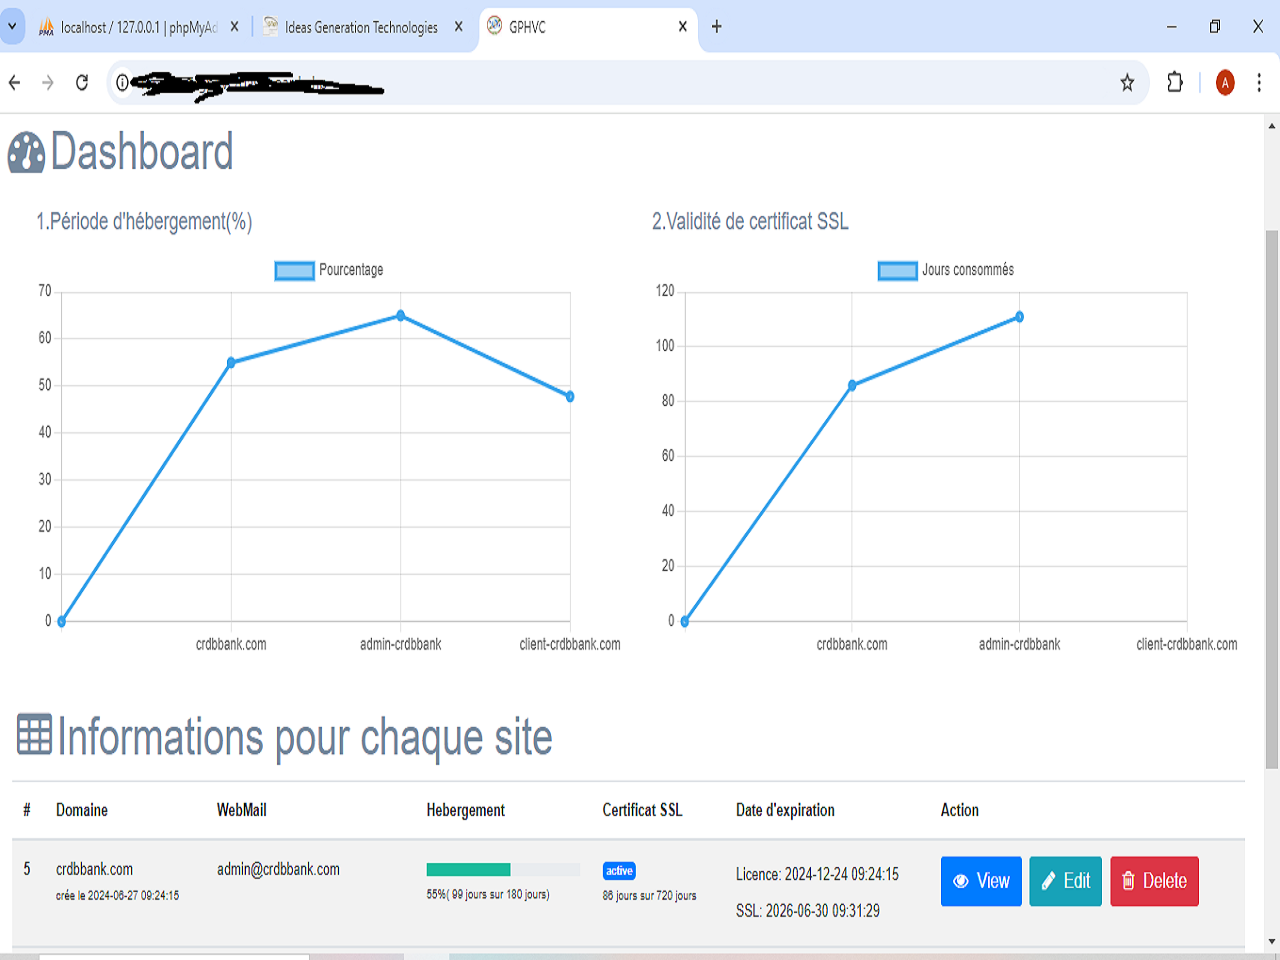 localhost / 127.0.0.1 | phpMyAd
Ideas Generation Technologies
GPHVC
A
Dashboard
1.Période d'hébergement(%)
2.Validité de certificat SSL
Pourcentage
70
60
50
40
30
20
10
0
crdbbank.com
admin-crdbbank
client-crdbbank.com
Jours consommés
120
100
80
60
40
20
0
crdbbank.com
admin-crdbbank
client-crdbbank.com
Informations pour chaque site
# Domaine WebMail Hebergement Certificat SSL Date d'expiration Action
5 crdbbank.com admin@crdbbank.com active Licence: 2024-12-24 09:24:15 View Edit Delete
crée le 2024-06-27 09:24:15 55%( 99 jours sur 180 jours) 86 jours sur 720 jours
SSL: 2026-06-30 09:31:29